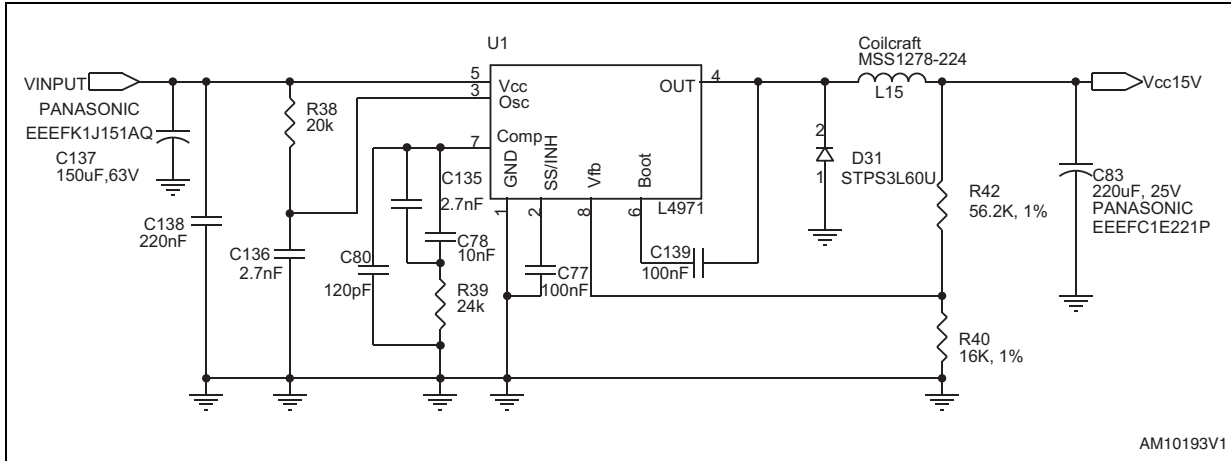 U1
Coilcraft
MSS1278-224
L15
VINPUT
Vcc15V
PANASONIC
EEEFK1J151AQ
C137
150uF,63V
R38
20k
5
3
7
4
Vcc
Osc
Comp
OUT
GND
SS/INH
Vfb
Boot
L4971
1
2
8
6
2
1
D31
STPS3L60U
C135
2.7nF
C78
10nF
C138
220nF
C136
2.7nF
C80
120pF
R39
24k
C77
100nF
C139
100nF
R42
56.2K, 1%
R40
16K, 1%
C83
220uF, 25V
PANASONIC
EEEFC1E221P
AM10193V1